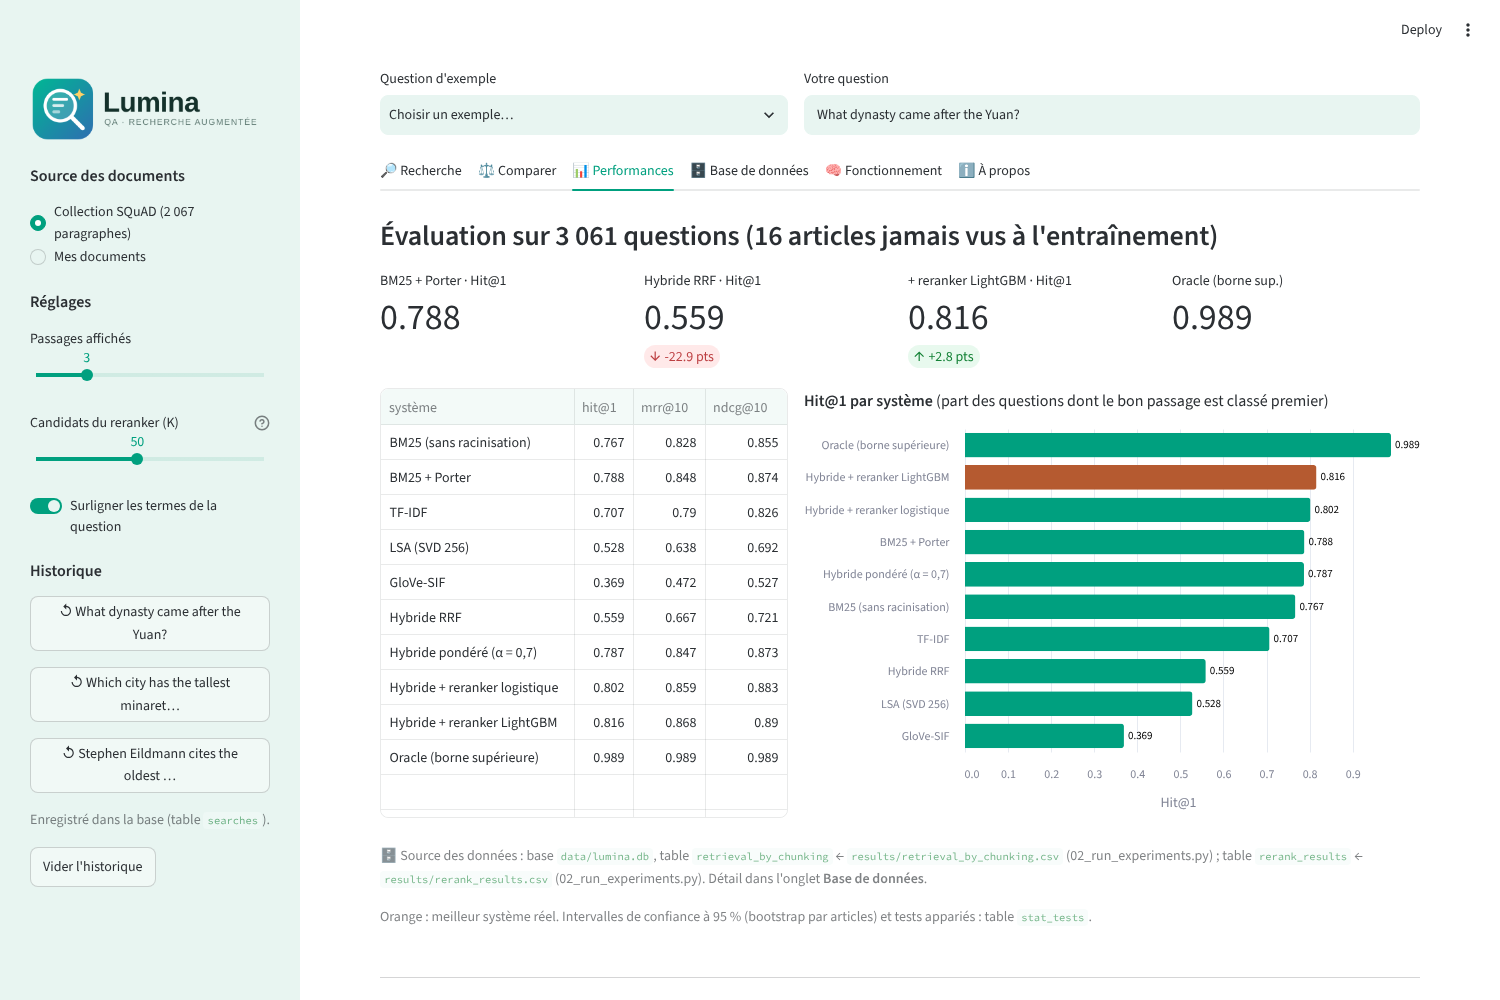 Deploy
Lumina
QA · RECHERCHE AUGMENTÉE
Source des documents
Collection SQuAD (2 067
paragraphes)
Mes documents
Réglages
Passages affichés
3
Candidats du reranker (K)
50
Surligner les termes de la
question
Historique
What dynasty came after the
Yuan?
Which city has the tallest
minaret…
Stephen Eildmann cites the
oldest …
Enregistré dans la base (table searches ).
Vider l'historique
Question d'exemple
Choisir un exemple…
Votre question
What dynasty came after the Yuan?
Recherche Comparer Performances Base de données Fonctionnement À propos
Évaluation sur 3 061 questions (16 articles jamais vus à l'entraînement)
BM25 + Porter · Hit@1
0.788
Hybride RRF · Hit@1
0.559
↓ -22.9 pts
+ reranker LightGBM · Hit@1
0.816
↑ +2.8 pts
Oracle (borne sup.)
0.989
système hit@1 mrr@10 ndcg@10
BM25 (sans racinisation) 0.767 0.828 0.855
BM25 + Porter 0.788 0.848 0.874
TF-IDF 0.707 0.79 0.826
LSA (SVD 256) 0.528 0.638 0.692
GloVe-SIF 0.369 0.472 0.527
Hybride RRF 0.559 0.667 0.721
Hybride pondéré (α = 0,7) 0.787 0.847 0.873
Hybride + reranker logistique 0.802 0.859 0.883
Hybride + reranker LightGBM 0.816 0.868 0.89
Oracle (borne supérieure) 0.989 0.989 0.989
Hit@1 par système (part des questions dont le bon passage est classé premier)
Oracle (borne supérieure) 0.989
Hybride + reranker LightGBM 0.816
Hybride + reranker logistique 0.802
BM25 + Porter 0.788
Hybride pondéré (α = 0,7) 0.787
BM25 (sans racinisation) 0.767
TF-IDF 0.707
Hybride RRF 0.559
LSA (SVD 256) 0.528
GloVe-SIF 0.369
0.0 0.1 0.2 0.3 0.4 0.5 0.6 0.7 0.8 0.9
Hit@1
Source des données : base data/lumina.db , table retrieval_by_chunking ← results/retrieval_by_chunking.csv (02_run_experiments.py) ; table rerank_results ←
results/rerank_results.csv (02_run_experiments.py). Détail dans l'onglet Base de données.
Orange : meilleur système réel. Intervalles de confiance à 95 % (bootstrap par articles) et tests appariés : table stat_tests .